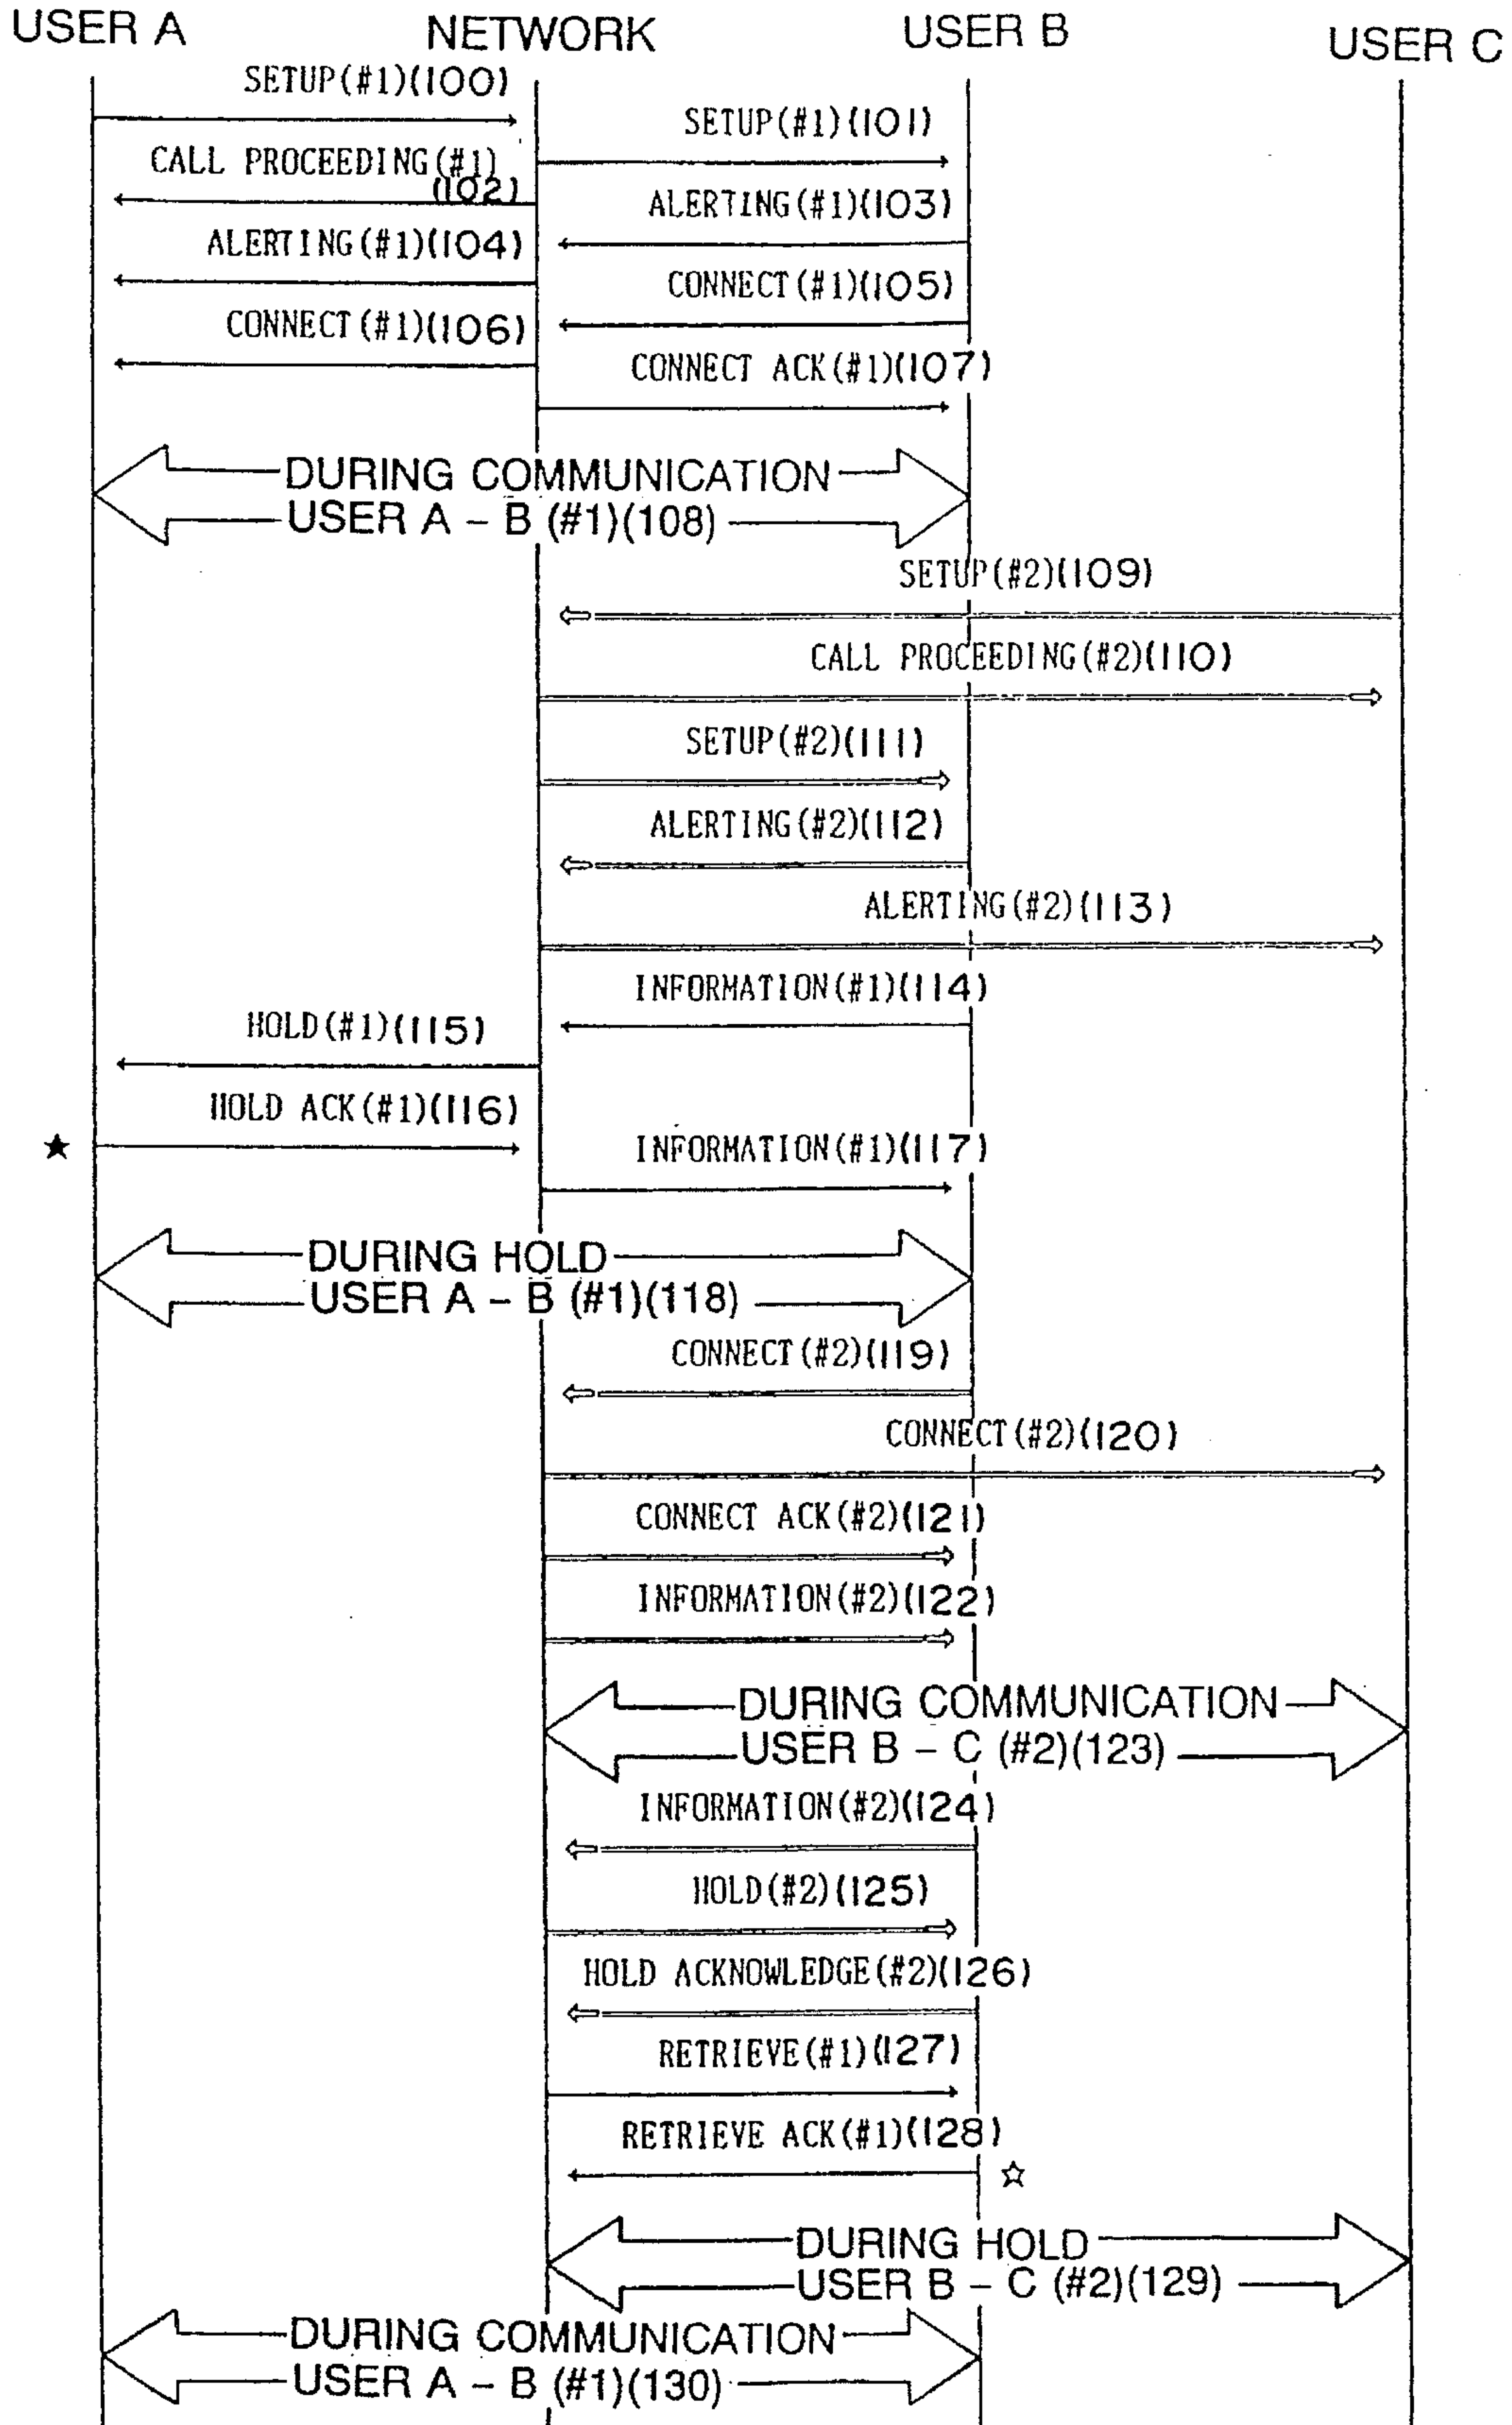 USER A
NETWORK
USER B
USER C
SETUP(#1)(100)
SETUP(#1)(101)
CALL PROCEEDING(#1)
(102)
ALERTING(#1)(103)
ALERTING(#1)(104)
CONNECT(#1)(105)
CONNECT(#1)(106)
CONNECT ACK(#1)(107)
DURING COMMUNICATION
USER A – B (#1)(108)
SETUP(#2)(109)
CALL PROCEEDING(#2)(110)
SETUP(#2)(111)
ALERTING(#2)(112)
ALERTING(#2)(113)
INFORMATION(#1)(114)
HOLD(#1)(115)
HOLD ACK(#1)(116)
★
INFORMATION(#1)(117)
DURING HOLD
USER A – B (#1)(118)
CONNECT(#2)(119)
CONNECT(#2)(120)
CONNECT ACK(#2)(121)
INFORMATION(#2)(122)
DURING COMMUNICATION
USER B – C (#2)(123)
INFORMATION(#2)(124)
HOLD(#2)(125)
HOLD ACKNOWLEDGE(#2)(126)
RETRIEVE(#1)(127)
RETRIEVE ACK(#1)(128)
☆
DURING HOLD
USER B – C (#2)(129)
DURING COMMUNICATION
USER A – B (#1)(130)